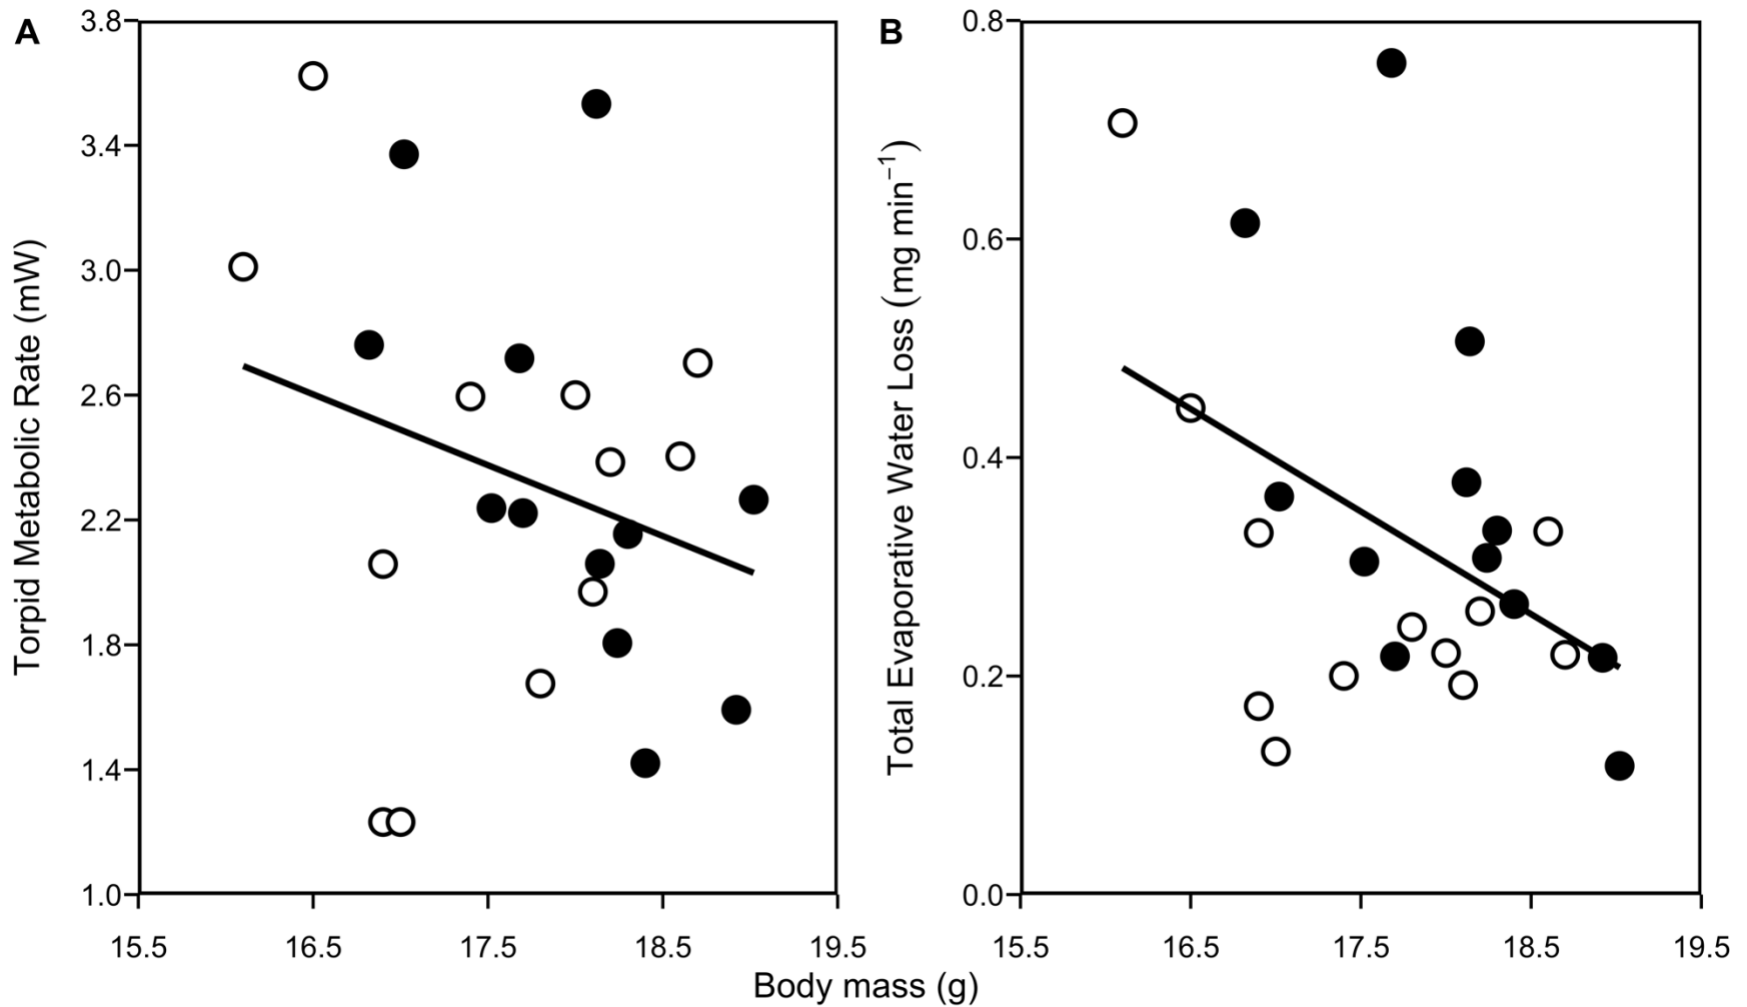 A
3.8
3.4
3.0
2.6
2.2
1.8
1.4
1.0
Torpid Metabolic Rate (mW)
15.5 16.5 17.5 18.5 19.5
B
0.8
0.6
0.4
0.2
0.0
Total Evaporative Water Loss (mg min⁻¹)
15.5 16.5 17.5 18.5 19.5
Body mass (g)